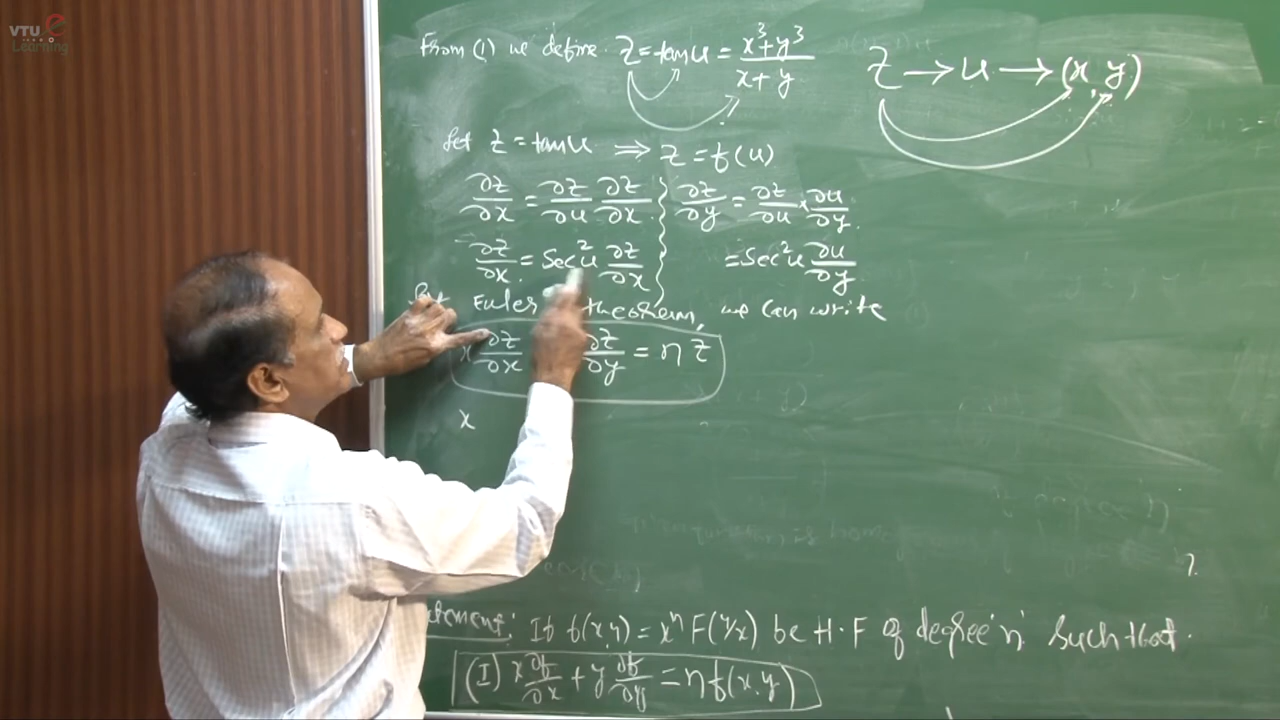 VTU e
Learning
From (1) we define. Z = tan u = (x³+y³)/(x+y)
Z → u → (x, y)
Let Z = tan u ⇒ Z = f(u)
∂z/∂x = ∂z/∂u ∂z/∂x
∂z/∂y = ∂z/∂u × ∂u/∂y.
∂z/∂x. = Sec²u ∂z/∂x
= Sec²u ∂u/∂y
Euler theorem, we can write
x ∂z/∂x ∂z/∂y = n z
x
If f(x,y) = xⁿ F(y/x) be H.F of degree 'n' such that.
(I) x ∂f/∂x + y ∂f/∂y = n f(x,y)